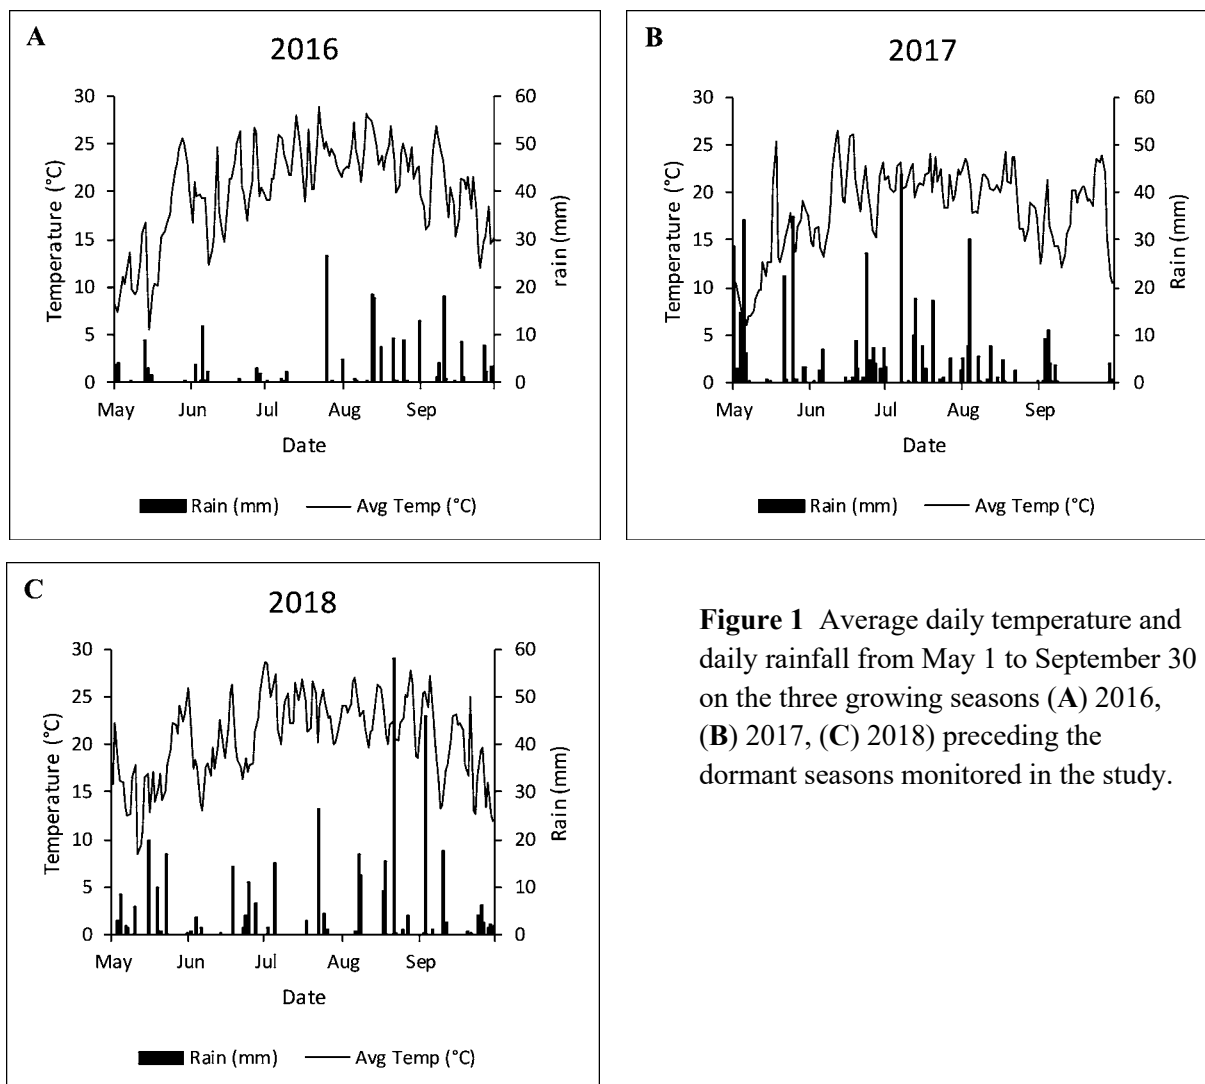 A
2016
Temperature (°C)
30
25
20
15
10
5
0
60
50
40
30
20
10
0
rain (mm)
May Jun Jul Aug Sep
Date
Rain (mm) Avg Temp (°C)
B
2017
Temperature (°C)
30
25
20
15
10
5
0
60
50
40
30
20
10
0
Rain (mm)
May Jun Jul Aug Sep
Date
Rain (mm) Avg Temp (°C)
C
2018
Temperature (°C)
30
25
20
15
10
5
0
60
50
40
30
20
10
0
Rain (mm)
May Jun Jul Aug Sep
Date
Rain (mm) Avg Temp (°C)
Figure 1 Average daily temperature and
daily rainfall from May 1 to September 30
on the three growing seasons (A) 2016,
(B) 2017, (C) 2018) preceding the
dormant seasons monitored in the study.